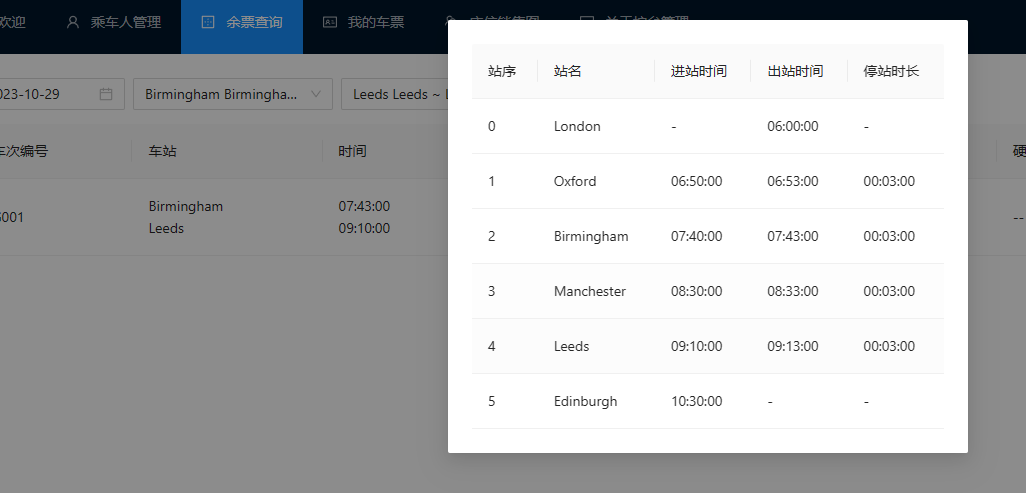 欢迎 乘车人管理 余票查询 我的车票
023-10-29 Birmingham Birmingha... Leeds Leeds ~
车次编号 车站 时间 硬
001 Birmingham 07:43:00 --
Leeds 09:10:00
站序 站名 进站时间 出站时间 停站时长
0 London - 06:00:00 -
1 Oxford 06:50:00 06:53:00 00:03:00
2 Birmingham 07:40:00 07:43:00 00:03:00
3 Manchester 08:30:00 08:33:00 00:03:00
4 Leeds 09:10:00 09:13:00 00:03:00
5 Edinburgh 10:30:00 - -